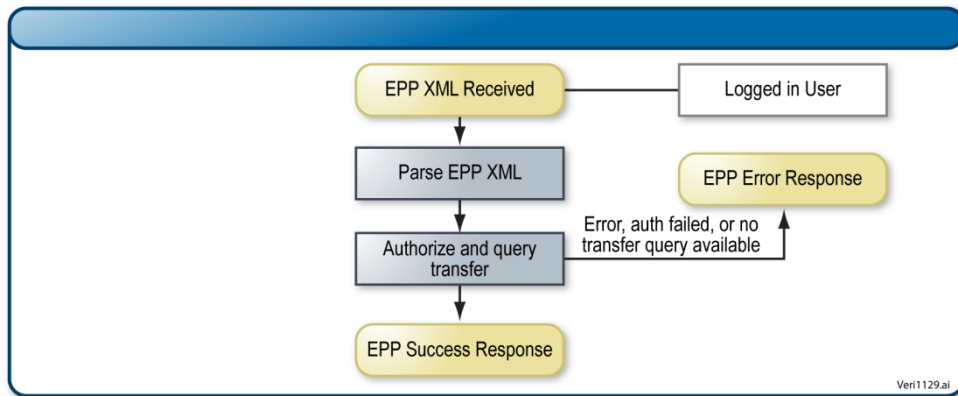 EPP XML Received
Logged in User
Parse EPP XML
EPP Error Response
Error, auth failed, or no
transfer query available
Authorize and query
transfer
EPP Success Response
Veri1129.ai